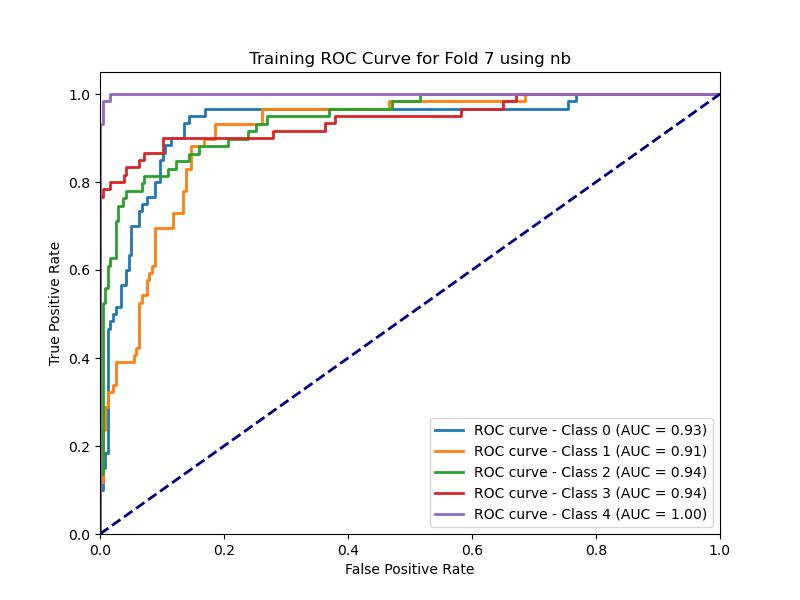 Training ROC Curve for Fold 7 using nb
1.0
0.8
0.6
0.4
0.2
0.0
True Positive Rate
ROC curve - Class 0 (AUC = 0.93)
ROC curve - Class 1 (AUC = 0.91)
ROC curve - Class 2 (AUC = 0.94)
ROC curve - Class 3 (AUC = 0.94)
ROC curve - Class 4 (AUC = 1.00)
0.0 0.2 0.4 0.6 0.8 1.0
False Positive Rate